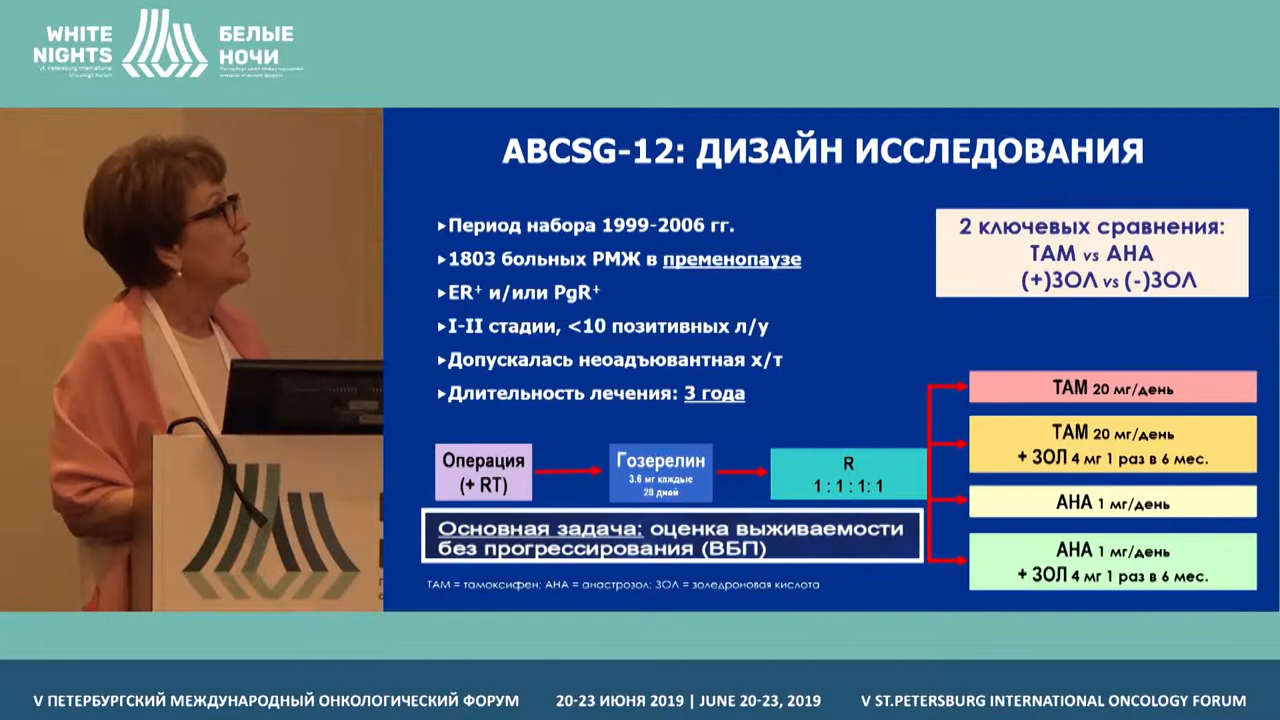 WHITE
NIGHTS
St. Petersburg International
Oncology Forum
БЕЛЫЕ
НОЧИ
Петербургский международный
онкологический форум
ABCSG-12: ДИЗАЙН ИССЛЕДОВАНИЯ
▸Период набора 1999-2006 гг.
▸1803 больных РМЖ в пременопаузе
▸ER⁺ и/или PgR⁺
▸I-II стадии, <10 позитивных л/у
▸Допускалась неоадъювантная х/т
▸Длительность лечения: 3 года
2 ключевых сравнения:
ТАМ vs АНА
(+)ЗОЛ vs (-)ЗОЛ
Операция
(+ RT)
Гозерелин
3.6 мг каждые
28 дней
R
1 : 1 : 1: 1
ТАМ 20 мг/день
ТАМ 20 мг/день
+ ЗОЛ 4 мг 1 раз в 6 мес.
АНА 1 мг/день
АНА 1 мг/день
+ ЗОЛ 4 мг 1 раз в 6 мес.
Основная задача: оценка выживаемости
без прогрессирования (ВБП)
ТАМ = тамоксифен; АНА = анастрозол; ЗОЛ = золедроновая кислота
V ПЕТЕРБУРГСКИЙ МЕЖДУНАРОДНЫЙ ОНКОЛОГИЧЕСКИЙ ФОРУМ
20-23 ИЮНЯ 2019 | JUNE 20-23, 2019
V ST.PETERSBURG INTERNATIONAL ONCOLOGY FORUM